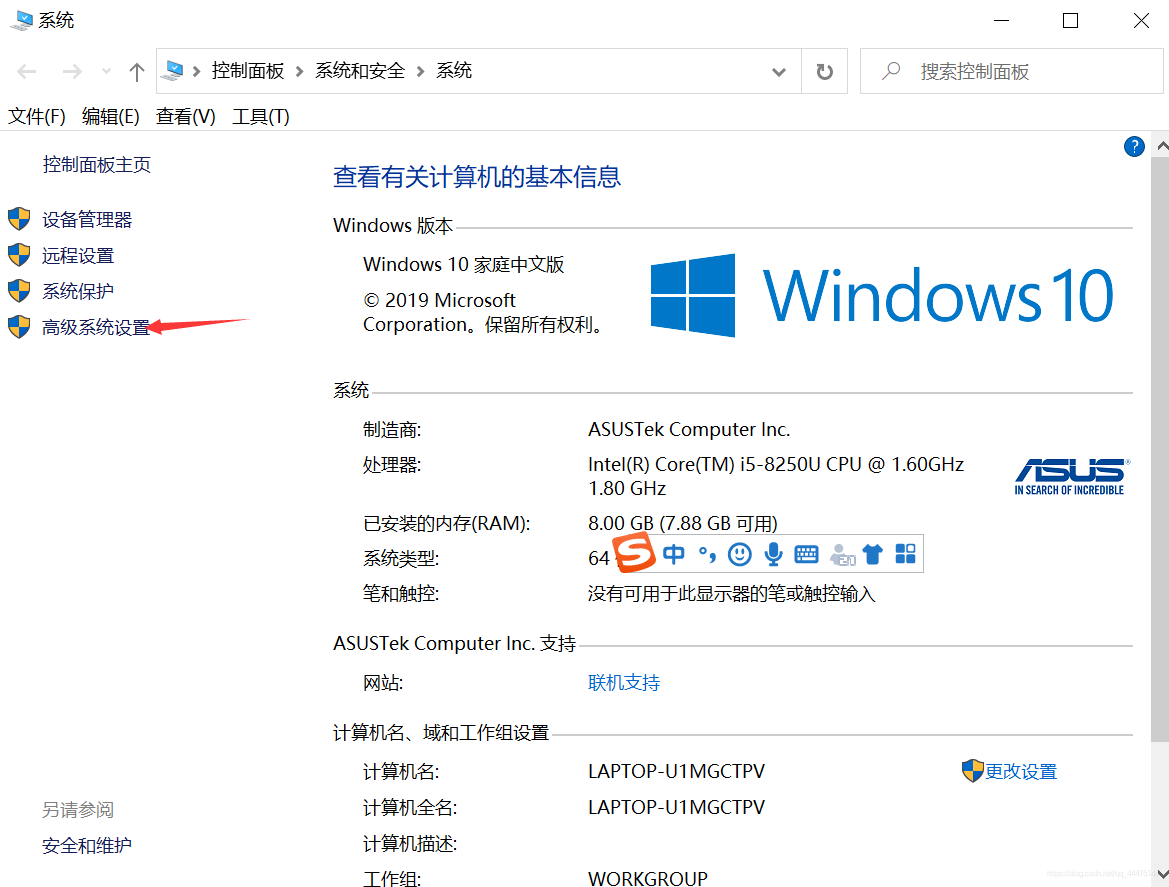 系统
控制面板 系统和安全 系统
搜索控制面板
文件(F) 编辑(E) 查看(V) 工具(T)
控制面板主页
设备管理器
远程设置
系统保护
高级系统设置
查看有关计算机的基本信息
Windows 版本
Windows 10 家庭中文版
© 2019 Microsoft
Corporation。保留所有权利。
Windows 10
系统
制造商: ASUSTek Computer Inc.
处理器: Intel(R) Core(TM) i5-8250U CPU @ 1.60GHz
1.80 GHz
ASUS
IN SEARCH OF INCREDIBLE
已安装的内存(RAM): 8.00 GB (7.88 GB 可用)
系统类型: 64
中
笔和触控: 没有可用于此显示器的笔或触控输入
ASUSTek Computer Inc. 支持
网站: 联机支持
计算机名、域和工作组设置
计算机名: LAPTOP-U1MGCTPV
更改设置
计算机全名: LAPTOP-U1MGCTPV
计算机描述:
工作组: WORKGROUP
另请参阅
安全和维护